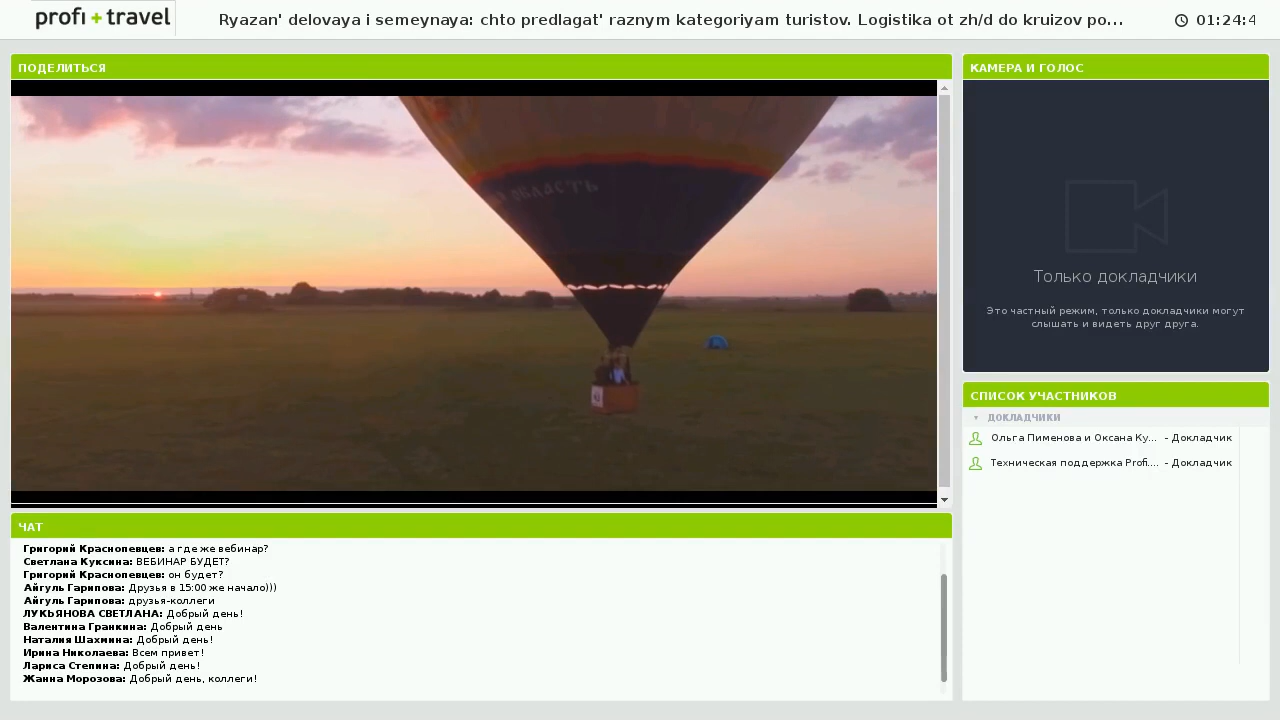 profi + travel
Ryazan' delovaya i semeynaya: chto predlagat' raznym kategoriyam turistov. Logistika ot zh/d do kruizov po...
01:24:4
ПОДЕЛИТЬСЯ
ОБЛАСТЬ
КАМЕРА И ГОЛОС
Только докладчики
Это частный режим, только докладчики могут
слышать и видеть друг друга.
СПИСОК УЧАСТНИКОВ
ДОКЛАДЧИКИ
Ольга Пименова и Оксана Ку... - Докладчик
Техническая поддержка Profi.... - Докладчик
ЧАТ
Григорий Краснопевцев: а где же вебинар?
Светлана Куксина: ВЕБИНАР БУДЕТ?
Григорий Краснопевцев: он будет?
Айгуль Гарипова: Друзья в 15:00 же начало)))
Айгуль Гарипова: друзья-коллеги
ЛУКЬЯНОВА СВЕТЛАНА: Добрый день!
Валентина Гранкина: Добрый день
Наталия Шахмина: Добрый день!
Ирина Николаева: Всем привет!
Лариса Степина: Добрый день!
Жанна Морозова: Добрый день, коллеги!